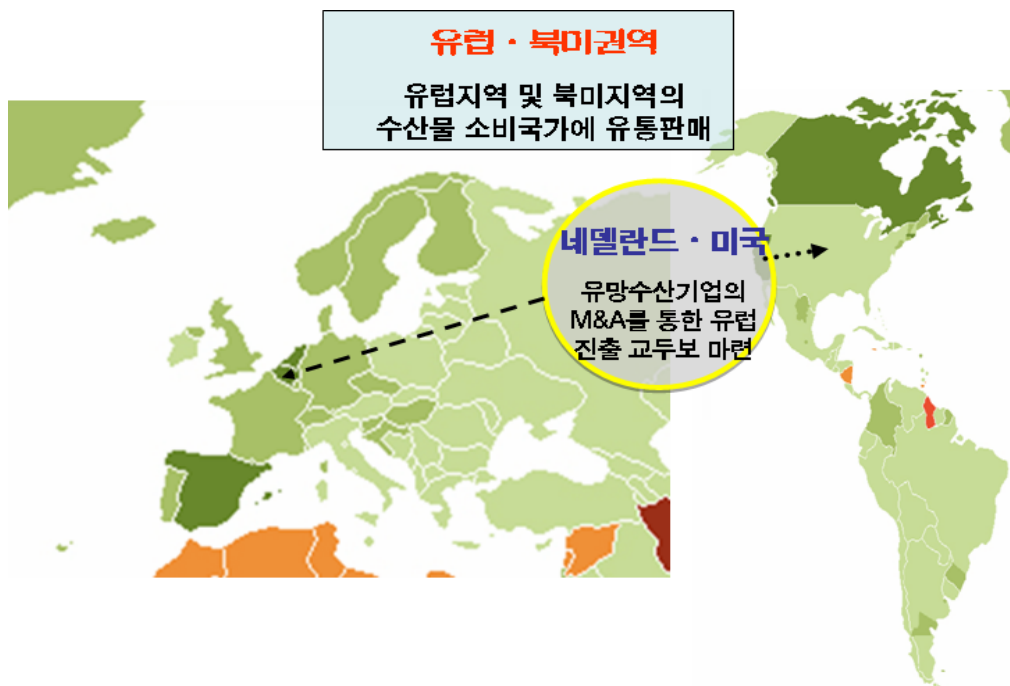 유럽 · 북미권역
유럽지역 및 북미지역의
수산물 소비국가에 유통판매
네델란드 · 미국
유망수산기업의
M&A를 통한 유럽
진출 교두보 마련